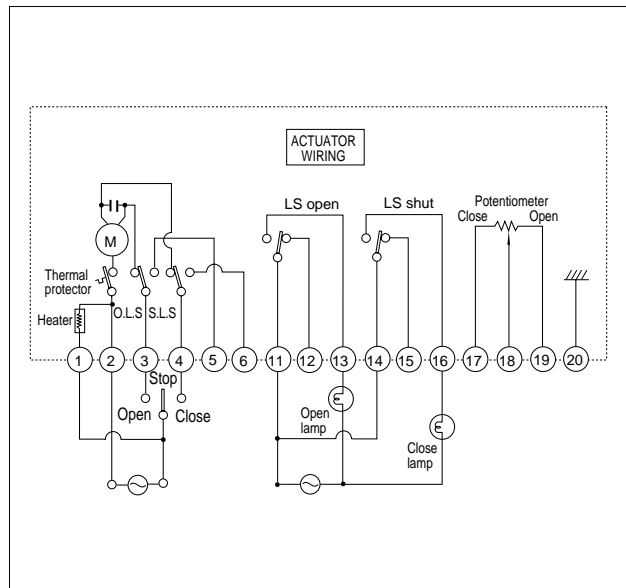 ACTUATOR
WIRING
LS open
LS shut
Potentiometer
Close
Open
M
Thermal
protector
O.L.S
S.L.S
Heater
1
2
3
4
5
6
11
12
13
14
15
16
17
18
19
20
Stop
Open
Close
Open
lamp
Close
lamp